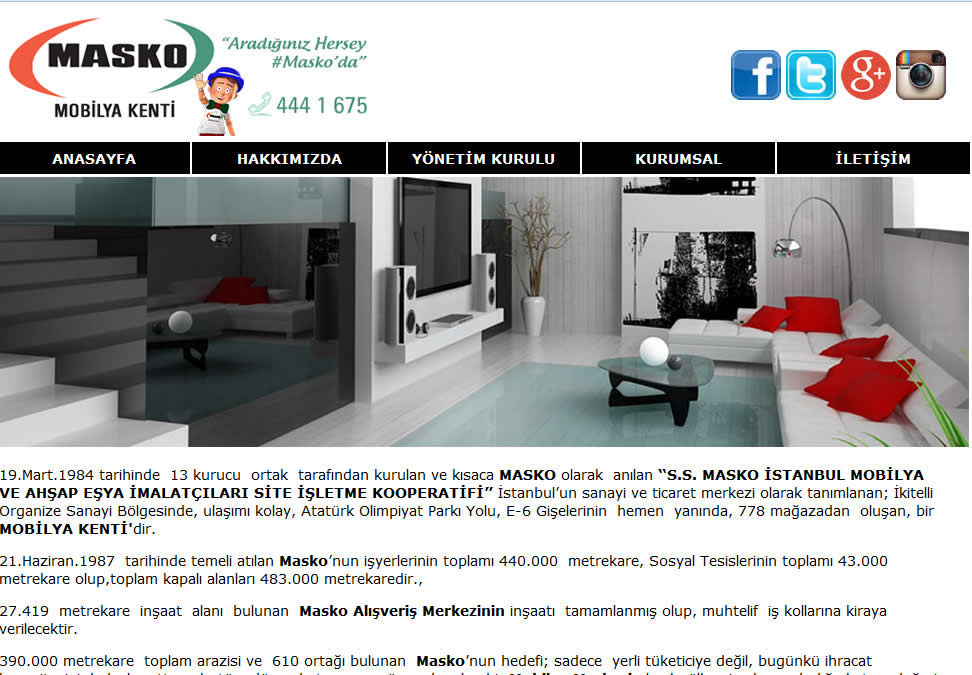 MASKO
MOBİLYA KENTİ
“Aradığınız Hersey
#Masko’da”
444 1 675
ANASAYFA
HAKKIMIZDA
YÖNETİM KURULU
KURUMSAL
İLETİŞİM
19.Mart.1984 tarihinde 13 kurucu ortak tarafından kurulan ve kısaca MASKO olarak anılan “S.S. MASKO İSTANBUL MOBİLYA
VE AHŞAP EŞYA İMALATÇILARI SİTE İŞLETME KOOPERATİFİ” İstanbul’un sanayi ve ticaret merkezi olarak tanımlanan; İkitelli
Organize Sanayi Bölgesinde, ulaşımı kolay, Atatürk Olimpiyat Parkı Yolu, E-6 Gişelerinin hemen yanında, 778 mağazadan oluşan, bir
MOBİLYA KENTİ'dir.
21.Haziran.1987 tarihinde temeli atılan Masko’nun işyerlerinin toplamı 440.000 metrekare, Sosyal Tesislerinin toplamı 43.000
metrekare olup,toplam kapalı alanları 483.000 metrekaredir.,
27.419 metrekare inşaat alanı bulunan Masko Alışveriş Merkezinin inşaatı tamamlanmış olup, muhtelif iş kollarına kiraya
verilecektir.
390.000 metrekare toplam arazisi ve 610 ortağı bulunan Masko’nun hedefi; sadece yerli tüketiciye değil, bugünkü ihracat